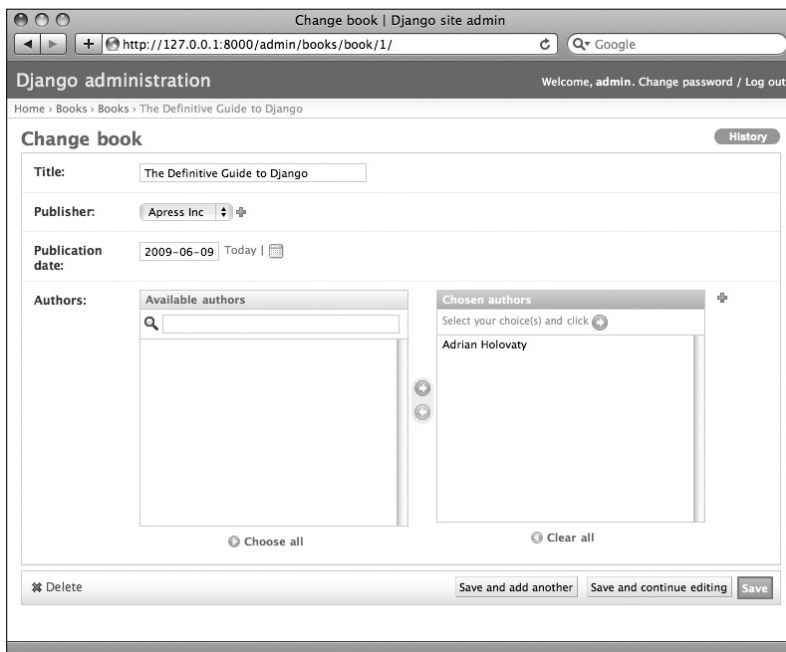 Change book | Django site admin
http://127.0.0.1:8000/admin/books/book/1/
Google
Django administration
Welcome, admin. Change password / Log out
Home › Books › Books › The Definitive Guide to Django
Change book
History
Title:
The Definitive Guide to Django
Publisher:
Apress Inc
Publication date:
2009-06-09 Today |
Authors:
Available authors
Chosen authors
Select your choice(s) and click
Adrian Holovaty
Choose all
Clear all
Delete
Save and add another
Save and continue editing
Save